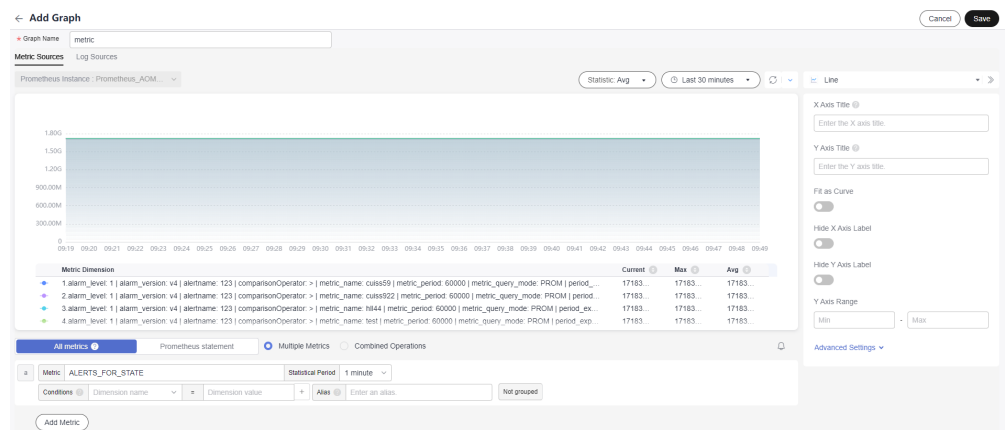 ← Add Graph Cancel Save
* Graph Name metric
Metric Sources Log Sources
Prometheus Instance : Prometheus_AOM... Statistic: Avg Last 30 minutes Line
X Axis Title
Enter the X axis title.
Y Axis Title
Enter the Y axis title.
Fit as Curve
Hide X Axis Label
Hide Y Axis Label
Y Axis Range
Min - Max
Advanced Settings
1.80G
1.50G
1.20G
900.00M
600.00M
300.00M
0
09:19 09:20 09:21 09:22 09:23 09:24 09:25 09:26 09:27 09:28 09:29 09:30 09:31 09:32 09:33 09:34 09:35 09:36 09:37 09:38 09:39 09:40 09:41 09:42 09:43 09:44 09:45 09:46 09:47 09:48 09:49
Metric Dimension Current Max Avg
1.alarm_level: 1 | alarm_version: v4 | alertname: 123 | comparisonOperator: > | metric_name: cuiss59 | metric_period: 60000 | metric_query_mode: PROM | period_... 17183... 17183... 17183...
2.alarm_level: 1 | alarm_version: v4 | alertname: 123 | comparisonOperator: > | metric_name: cuiss922 | metric_period: 60000 | metric_query_mode: PROM | period... 17183... 17183... 17183...
3.alarm_level: 1 | alarm_version: v4 | alertname: 123 | comparisonOperator: > | metric_name: hll44 | metric_period: 60000 | metric_query_mode: PROM | period_ex... 17183... 17183... 17183...
4.alarm_level: 1 | alarm_version: v4 | alertname: 123 | comparisonOperator: > | metric_name: test | metric_period: 60000 | metric_query_mode: PROM | period_exp... 17183... 17183... 17183...
All metrics Prometheus statement Multiple Metrics Combined Operations
a Metric ALERTS_FOR_STATE Statistical Period 1 minute
Conditions Dimension name = Dimension value + Alias Enter an alias. Not grouped
Add Metric